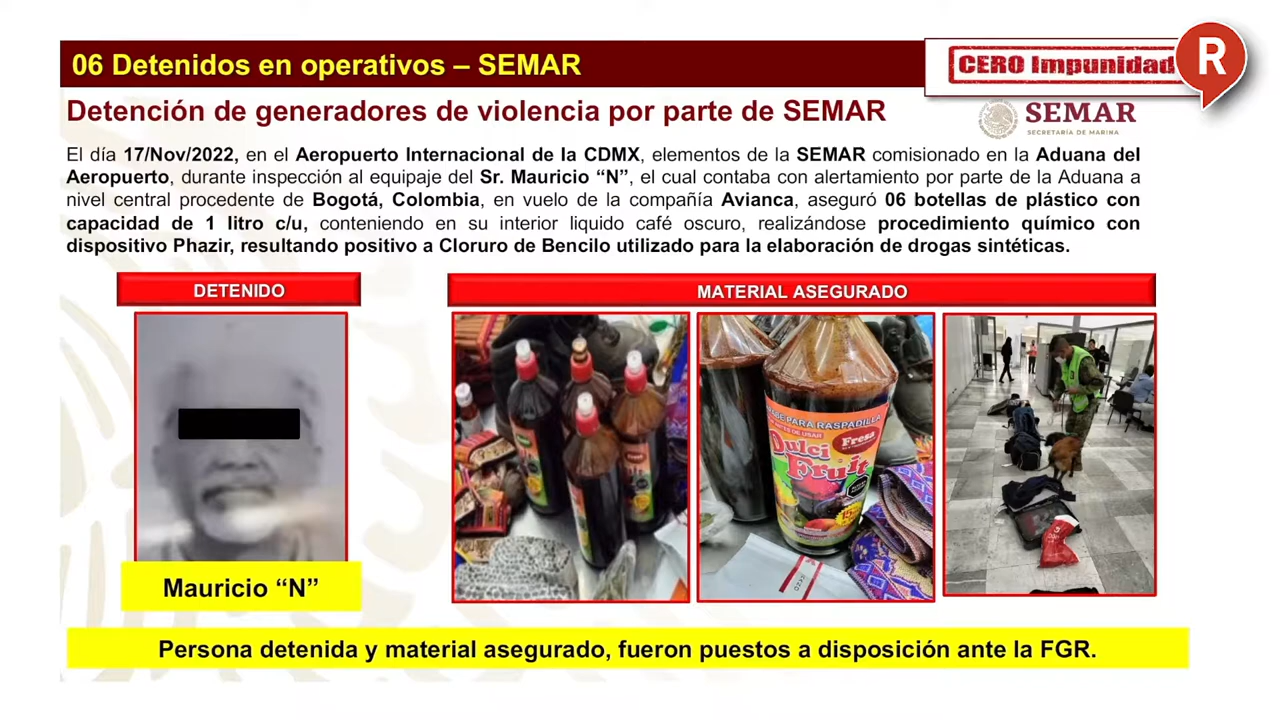 06 Detenidos en operativos – SEMAR
CERO Impunidad
R
Detención de generadores de violencia por parte de SEMAR
SEMAR
SECRETARÍA DE MARINA
El día 17/Nov/2022, en el Aeropuerto Internacional de la CDMX, elementos de la SEMAR comisionado en la Aduana del
Aeropuerto, durante inspección al equipaje del Sr. Mauricio “N”, el cual contaba con alertamiento por parte de la Aduana a
nivel central procedente de Bogotá, Colombia, en vuelo de la compañía Avianca, aseguró 06 botellas de plástico con
capacidad de 1 litro c/u, conteniendo en su interior liquido café oscuro, realizándose procedimiento químico con
dispositivo Phazir, resultando positivo a Cloruro de Bencilo utilizado para la elaboración de drogas sintéticas.
DETENIDO
MATERIAL ASEGURADO
PARA RASPADILLA
ANTES DE USAR
Fresa
Dulci
Fruit
Mauricio “N”
Persona detenida y material asegurado, fueron puestos a disposición ante la FGR.